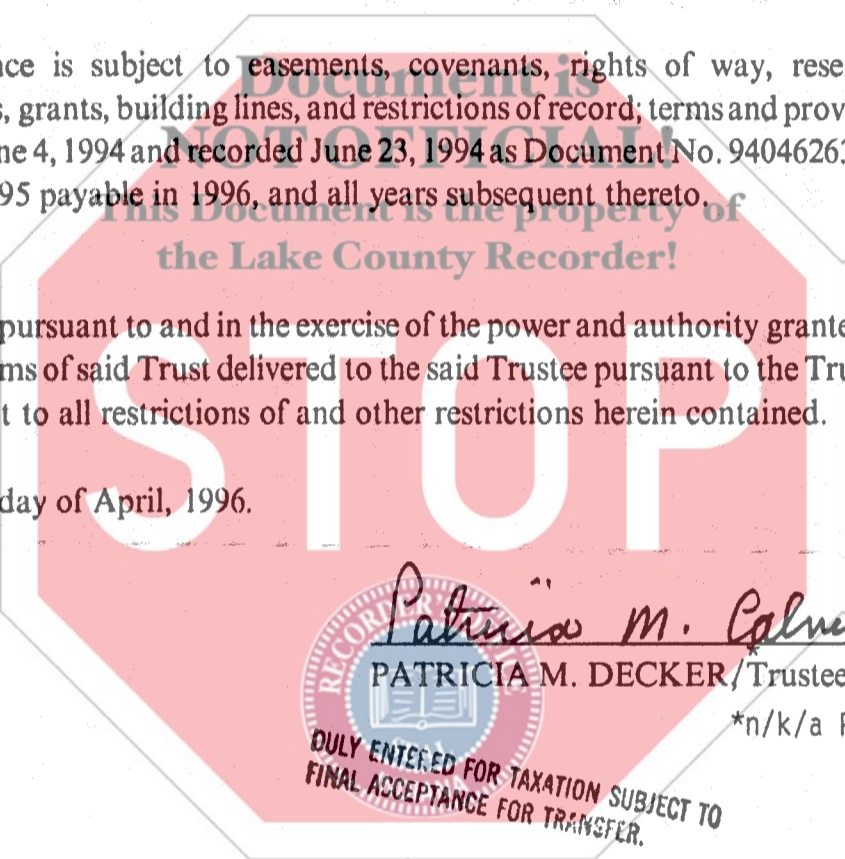 Document is
NOT OFFICIAL!
This Document is the property of
the Lake County Recorder!
STOP
nce is subject to easements, covenants, rights of way, rese
s, grants, building lines, and restrictions of record; terms and prov
ne 4, 1994 and recorded June 23, 1994 as Document No. 94046263
95 payable in 1996, and all years subsequent thereto.
pursuant to and in the exercise of the power and authority grante
ms of said Trust delivered to the said Trustee pursuant to the Tru
t to all restrictions of and other restrictions herein contained.
day of April, 1996.
Patricia M.
PATRICIA M. DECKER/*Trustee
*n/k/a P
RECORDER'S
SEAL
DULY ENTERED FOR TAXATION SUBJECT TO
FINAL ACCEPTANCE FOR TRANSFER.